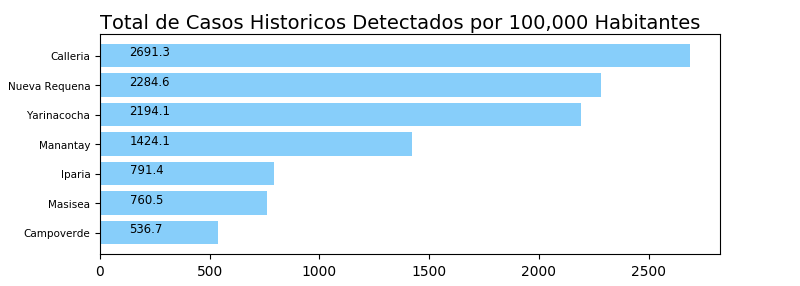 Total de Casos Historicos Detectados por 100,000 Habitantes
Calleria 2691.3
Nueva Requena 2284.6
Yarinacocha 2194.1
Manantay 1424.1
Iparia 791.4
Masisea 760.5
Campoverde 536.7
0 500 1000 1500 2000 2500